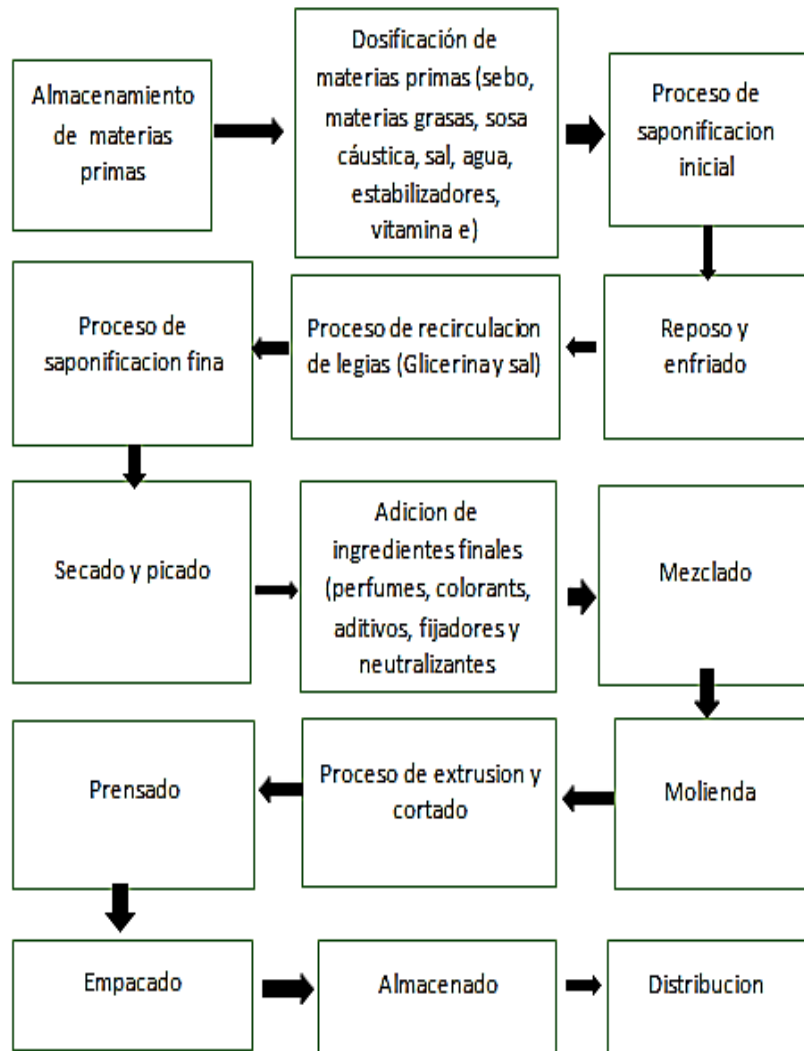 Almacenamiento
de materias
primas
Dosificación de
materias primas (sebo,
materias grasas, sosa
cáustica, sal, agua,
estabilizadores,
vitamina e)
Proceso de
saponificacion
inicial
Reposo y
enfriado
Proceso de recirculacion
de legias (Glicerina y sal)
Proceso de
saponificacion fina
Secado y picado
Adicion de
ingredientes finales
(perfumes, colorants,
aditivos, fijadores y
neutralizantes
Mezclado
Molienda
Proceso de extrusion y
cortado
Prensado
Empacado
Almacenado
Distribucion